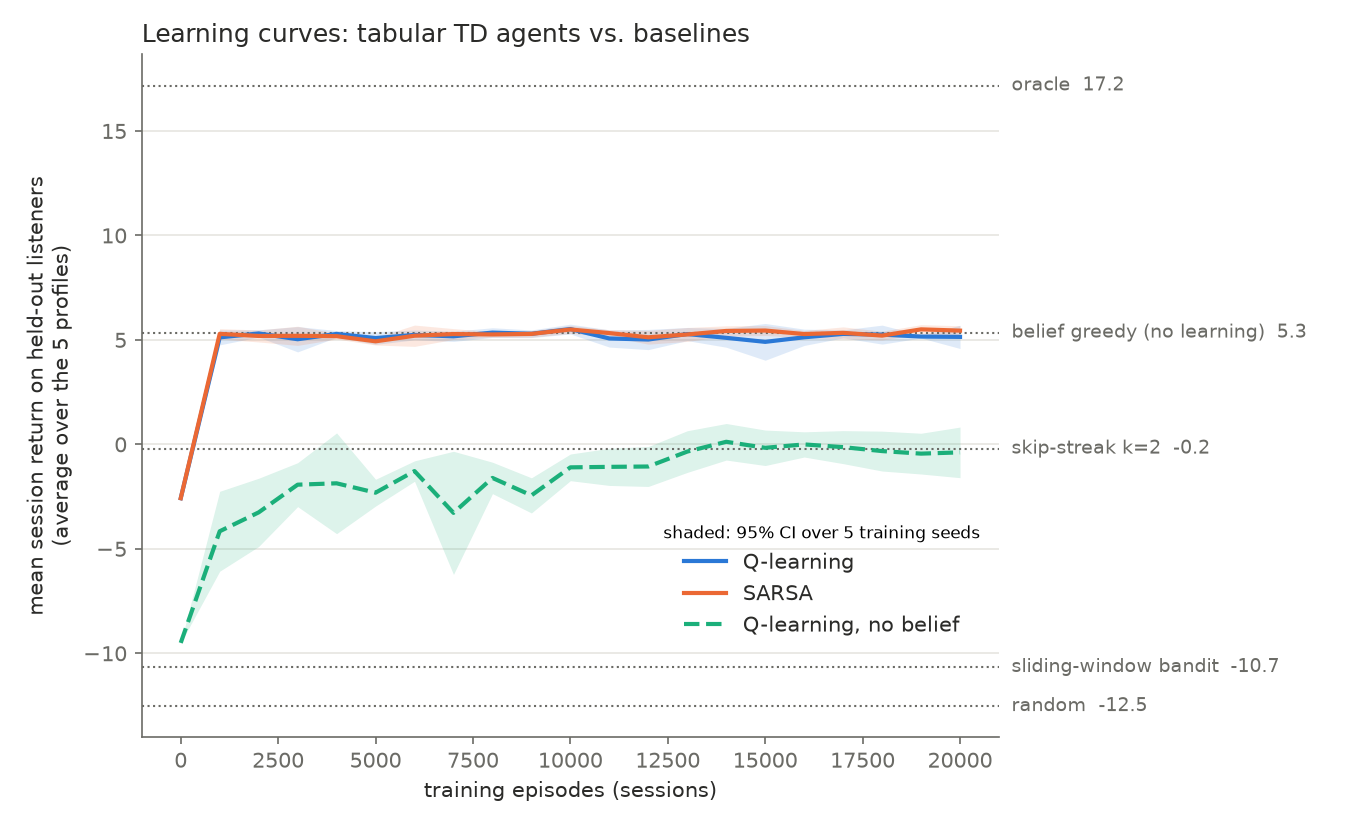 Learning curves: tabular TD agents vs. baselines
mean session return on held-out listeners
(average over the 5 profiles)
15
10
5
0
−5
−10
oracle  17.2
belief greedy (no learning)  5.3
skip-streak k=2  -0.2
sliding-window bandit  -10.7
random  -12.5
shaded: 95% CI over 5 training seeds
Q-learning
SARSA
Q-learning, no belief
0 2500 5000 7500 10000 12500 15000 17500 20000
training episodes (sessions)